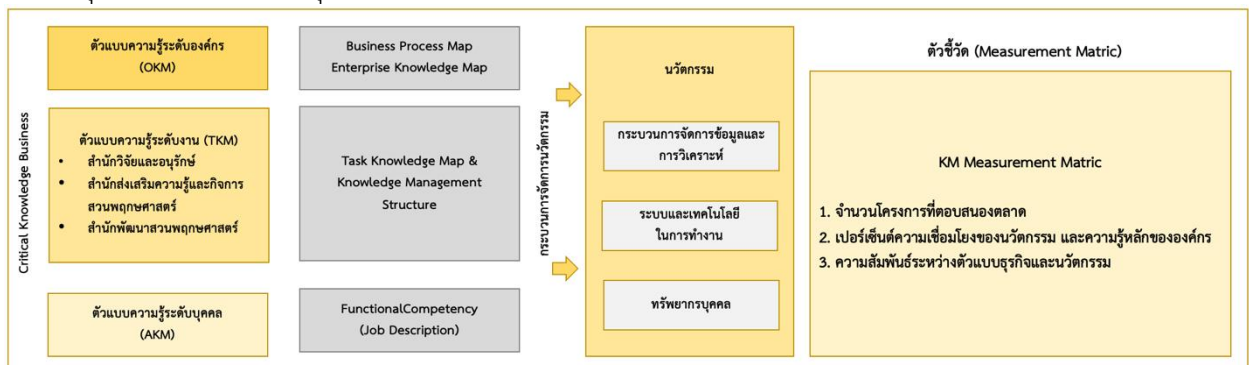 Critical Knowledge Business
ตัวแบบความรู้ระดับองค์กร
(OKM)
ตัวแบบความรู้ระดับงาน (TKM)
• สำนักวิจัยและอนุรักษ์
• สำนักส่งเสริมความรู้และกิจการ
สวนพฤกษศาสตร์
• สำนักพัฒนาสวนพฤกษศาสตร์
ตัวแบบความรู้ระดับบุคคล
(AKM)
Business Process Map
Enterprise Knowledge Map
Task Knowledge Map &
Knowledge Management
Structure
FunctionalCompetency
(Job Description)
กระบวนการจัดการนวัตกรรม
นวัตกรรม
กระบวนการจัดการข้อมูลและ
การวิเคราะห์
ระบบและเทคโนโลยี
ในการทำงาน
ทรัพยากรบุคคล
ตัวชี้วัด (Measurement Matric)
KM Measurement Matric
1. จำนวนโครงการที่ตอบสนองตลาด
2. เปอร์เซ็นต์ความเชื่อมโยงของนวัตกรรม และความรู้หลักขององค์กร
3. ความสัมพันธ์ระหว่างตัวแบบธุรกิจและนวัตกรรม